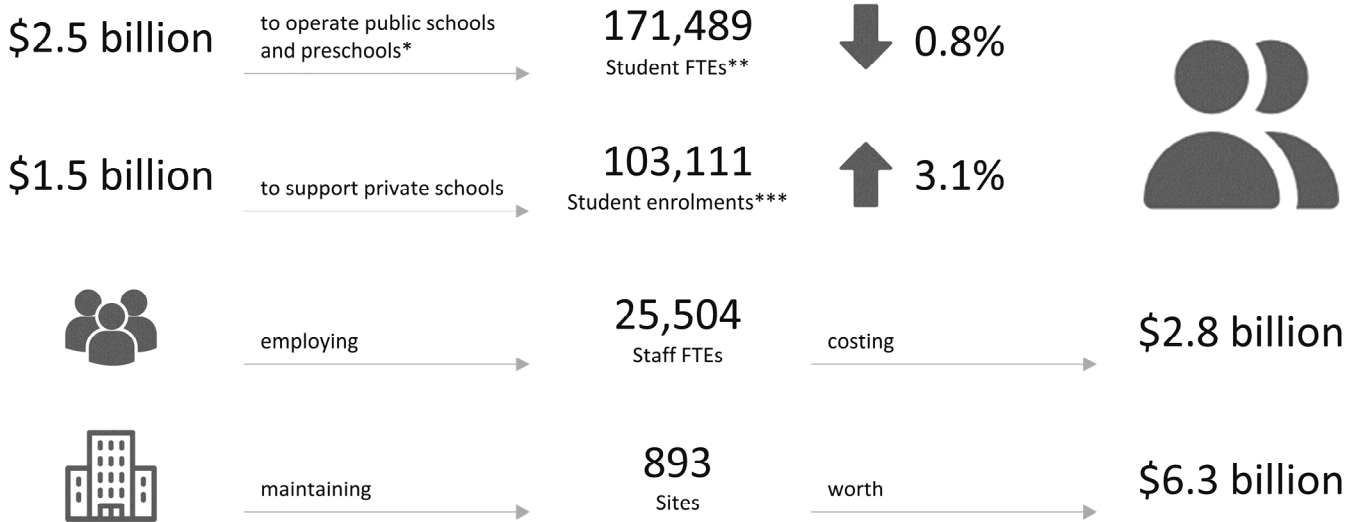 $2.5 billion
to operate public schools
and preschools*
171,489
Student FTEs**
0.8%
$1.5 billion
to support private schools
103,111
Student enrolments***
3.1%
employing
25,504
Staff FTEs
costing
$2.8 billion
maintaining
893
Sites
worth
$6.3 billion